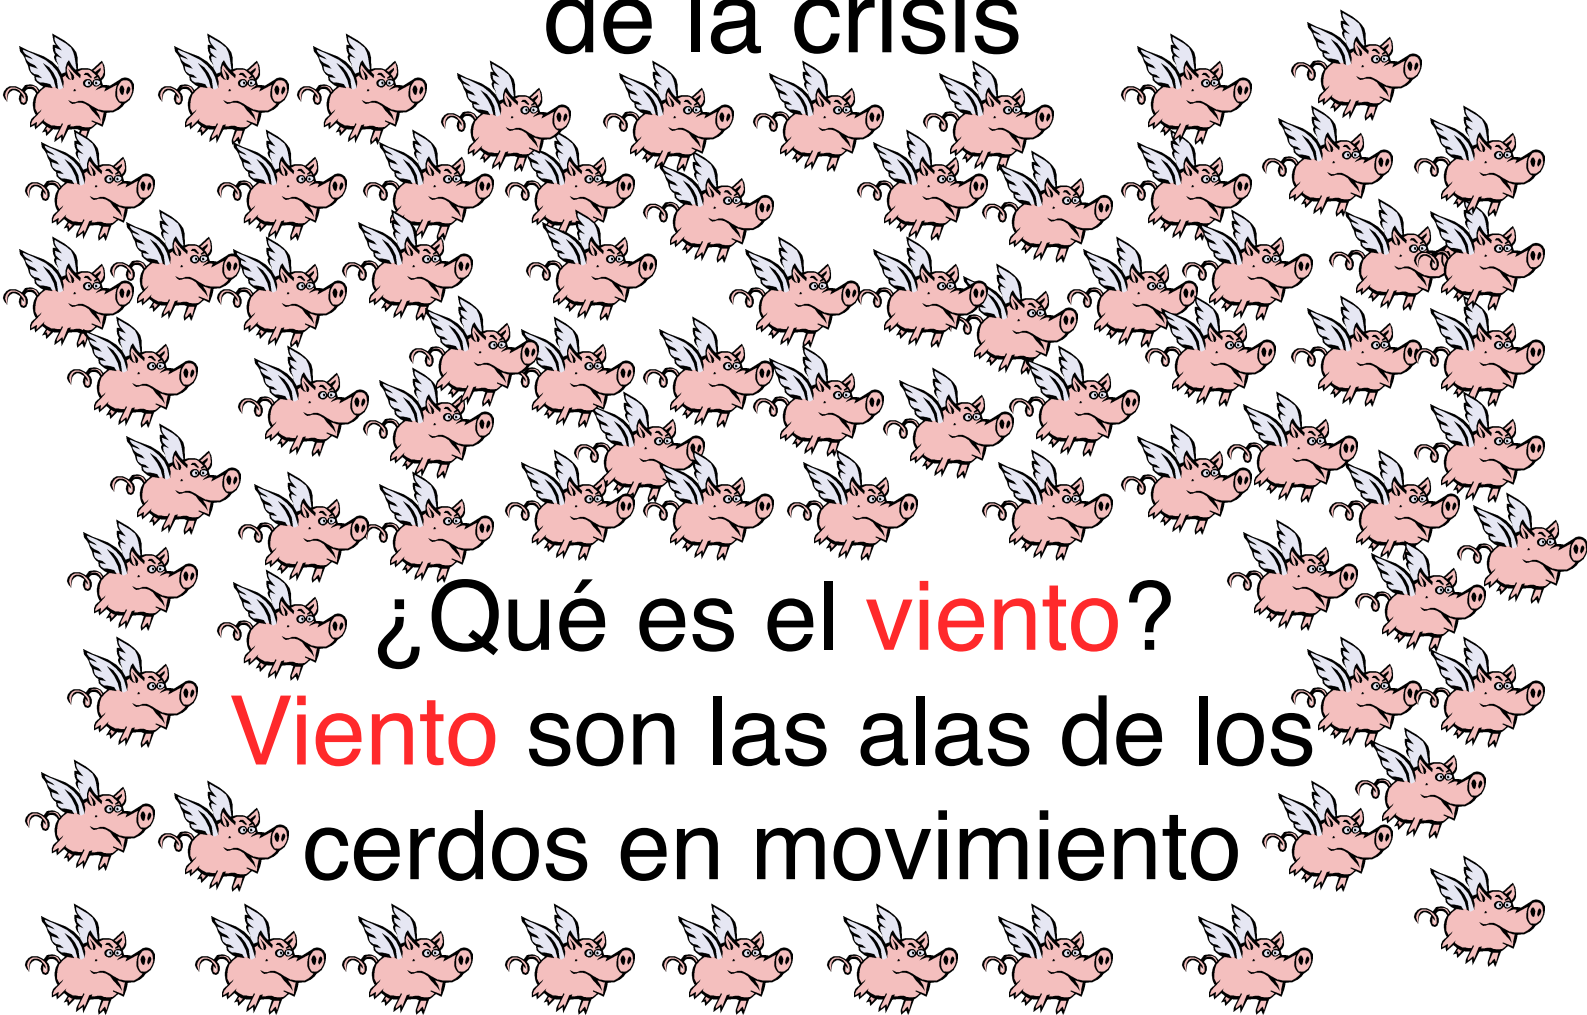 de la crisis
¿Qué es el viento?
Viento son las alas de los
cerdos en movimiento